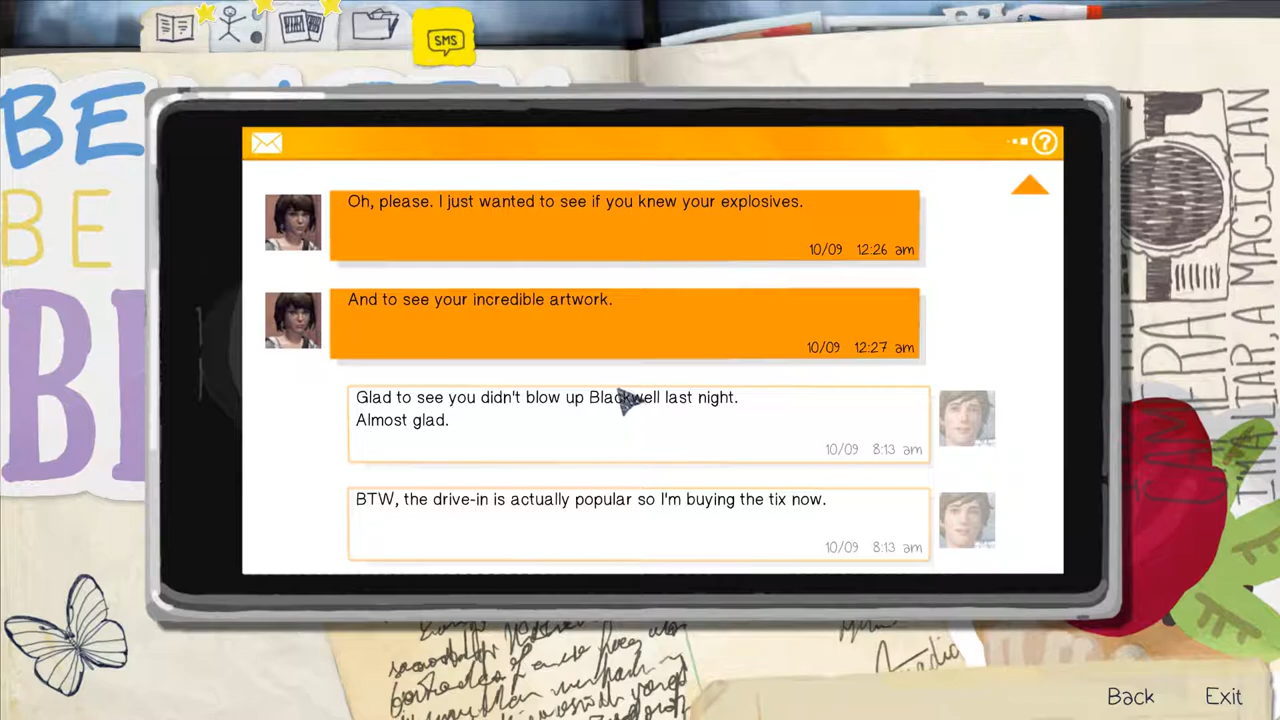 SMS
BE
BE
BE
Oh, please. I just wanted to see if you knew your explosives.
10/09 12:26 am
And to see your incredible artwork.
10/09 12:27 am
Glad to see you didn't blow up Blackwell last night.
Almost glad.
10/09 8:13 am
BTW, the drive-in is actually popular so I'm buying the tix now.
10/09 8:13 am
LIAR, A MAGICIAN
Back Exit